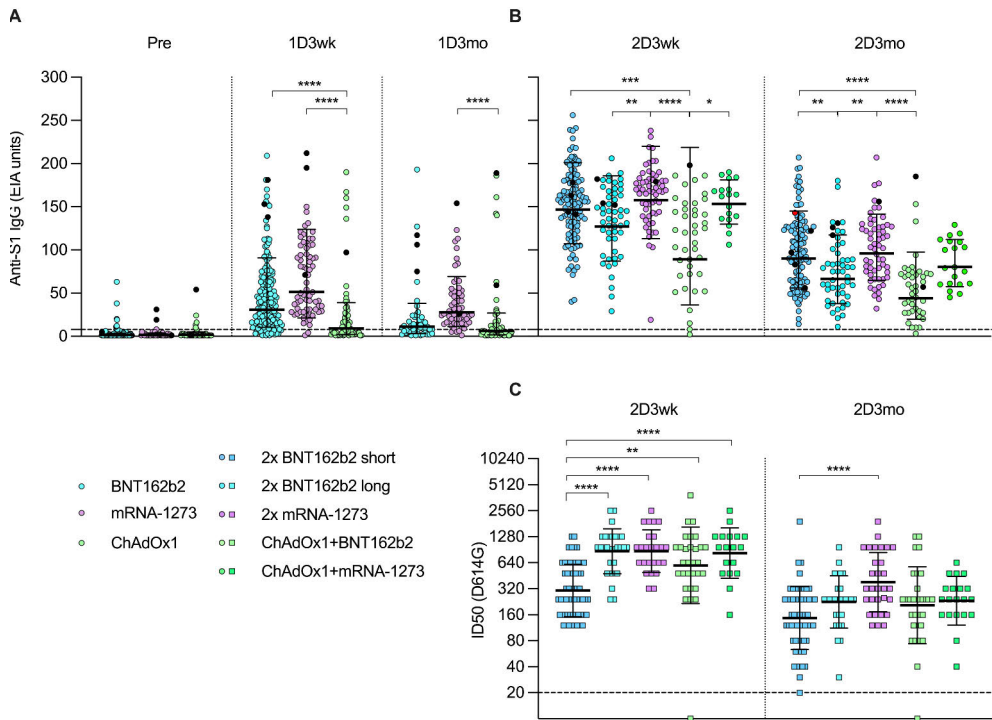 A
B
Pre
1D3wk
1D3mo
2D3wk
2D3mo
Anti-S1 IgG (EIA units)
300
250
200
150
100
50
0
****
****
****
***
**
****
*
****
**
**
****
C
2D3wk
2D3mo
ID50 (D614G)
10240
5120
2560
1280
640
320
160
80
40
20
****
**
****
****
****
BNT162b2
mRNA-1273
ChAdOx1
2x BNT162b2 short
2x BNT162b2 long
2x mRNA-1273
ChAdOx1+BNT162b2
ChAdOx1+mRNA-1273